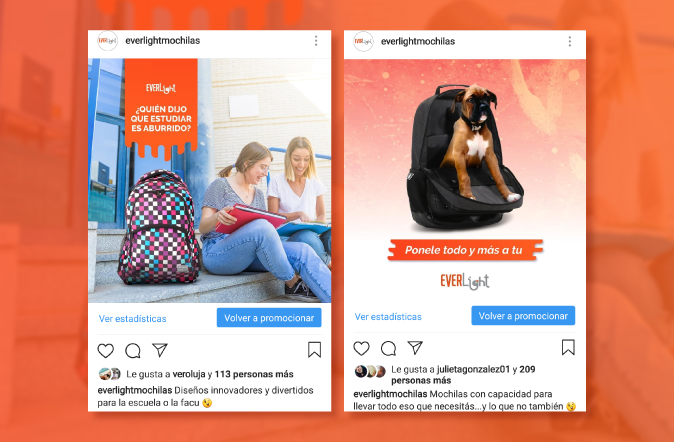 everlightmochilas
EVERLight
¿QUIÉN DIJO
QUE ESTUDIAR
ES ABURRIDO?
Ver estadísticas
Volver a promocionar
Le gusta a veroluja y 113 personas más
everlightmochilas Diseños innovadores y divertidos
para la escuela o la facu 😘
everlightmochilas
Ponele todo y más a tu
EVERLight
Ver estadísticas
Volver a promocionar
Le gusta a julietagonzalez01 y 209
personas más
everlightmochilas Mochilas con capacidad para
llevar todo eso que necesitás...y lo que no también 😘